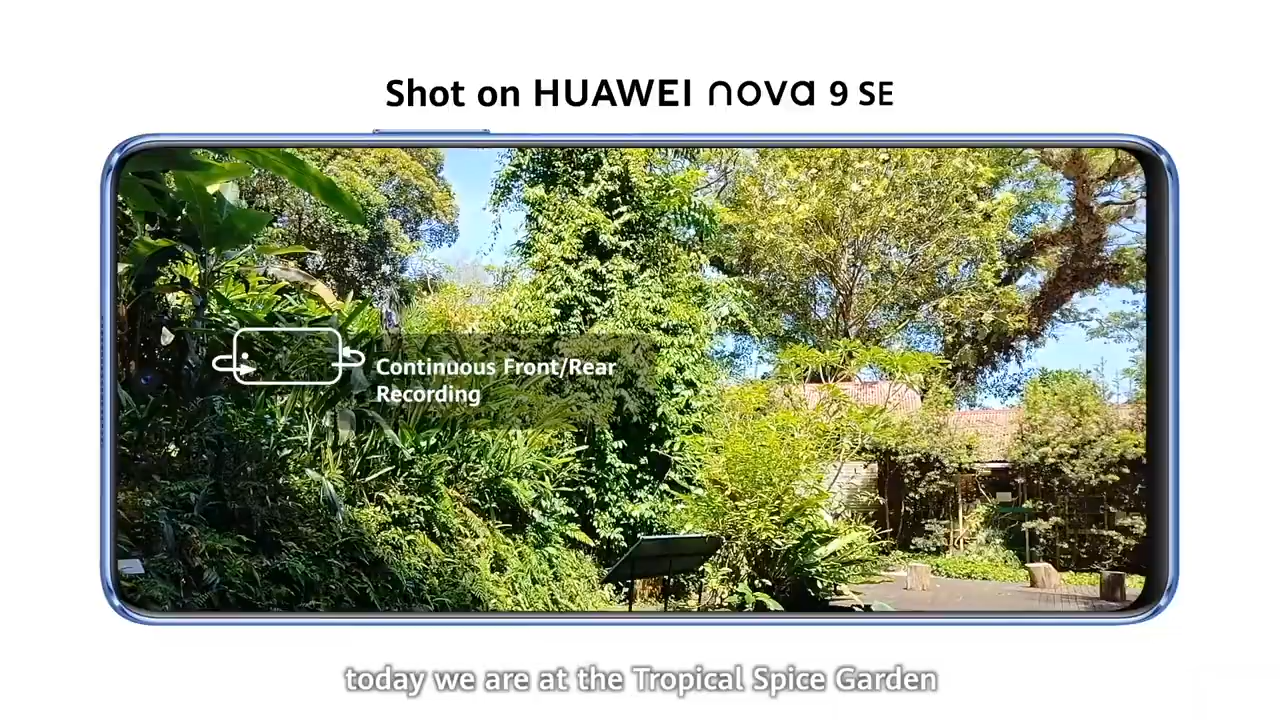 Shot on HUAWEI nova 9 SE
Continuous Front/Rear
Recording
today we are at the Tropical Spice Garden